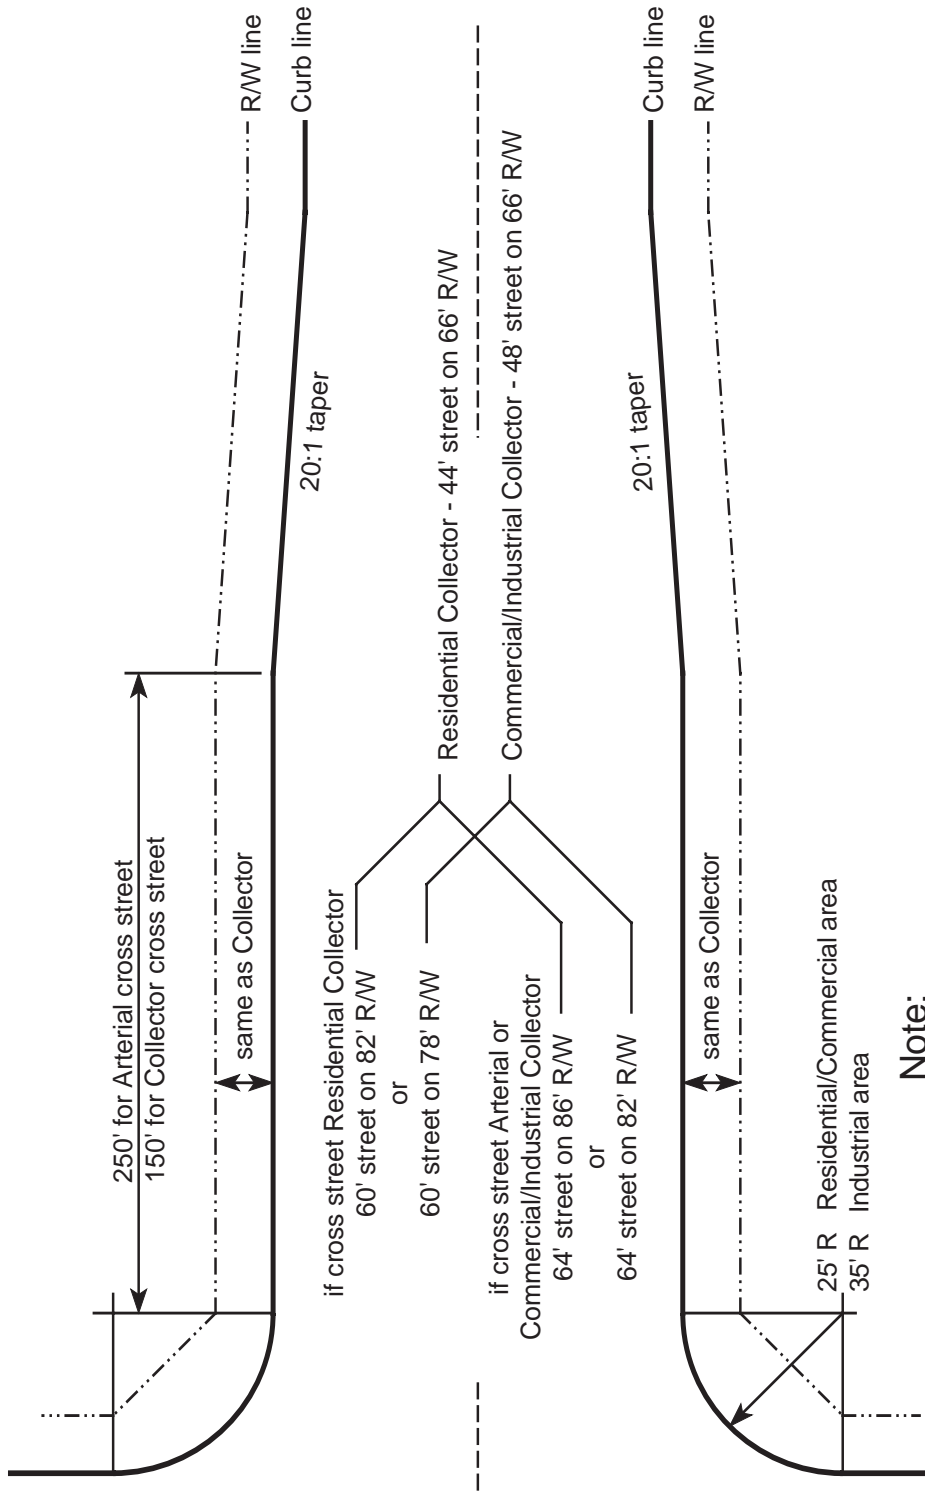 R/W line
Curb line
20:1 taper
250' for Arterial cross street
150' for Collector cross street
same as Collector
Residential Collector - 44' street on 66' R/W
Commercial/Industrial Collector - 48' street on 66' R/W
if cross street Residential Collector
60' street on 82' R/W
or
60' street on 78' R/W
if cross street Arterial or
Commercial/Industrial Collector
64' street on 86' R/W
or
64' street on 82' R/W
20:1 taper
Curb line
R/W line
same as Collector
25' R Residential/Commercial area
35' R Industrial area
Note: